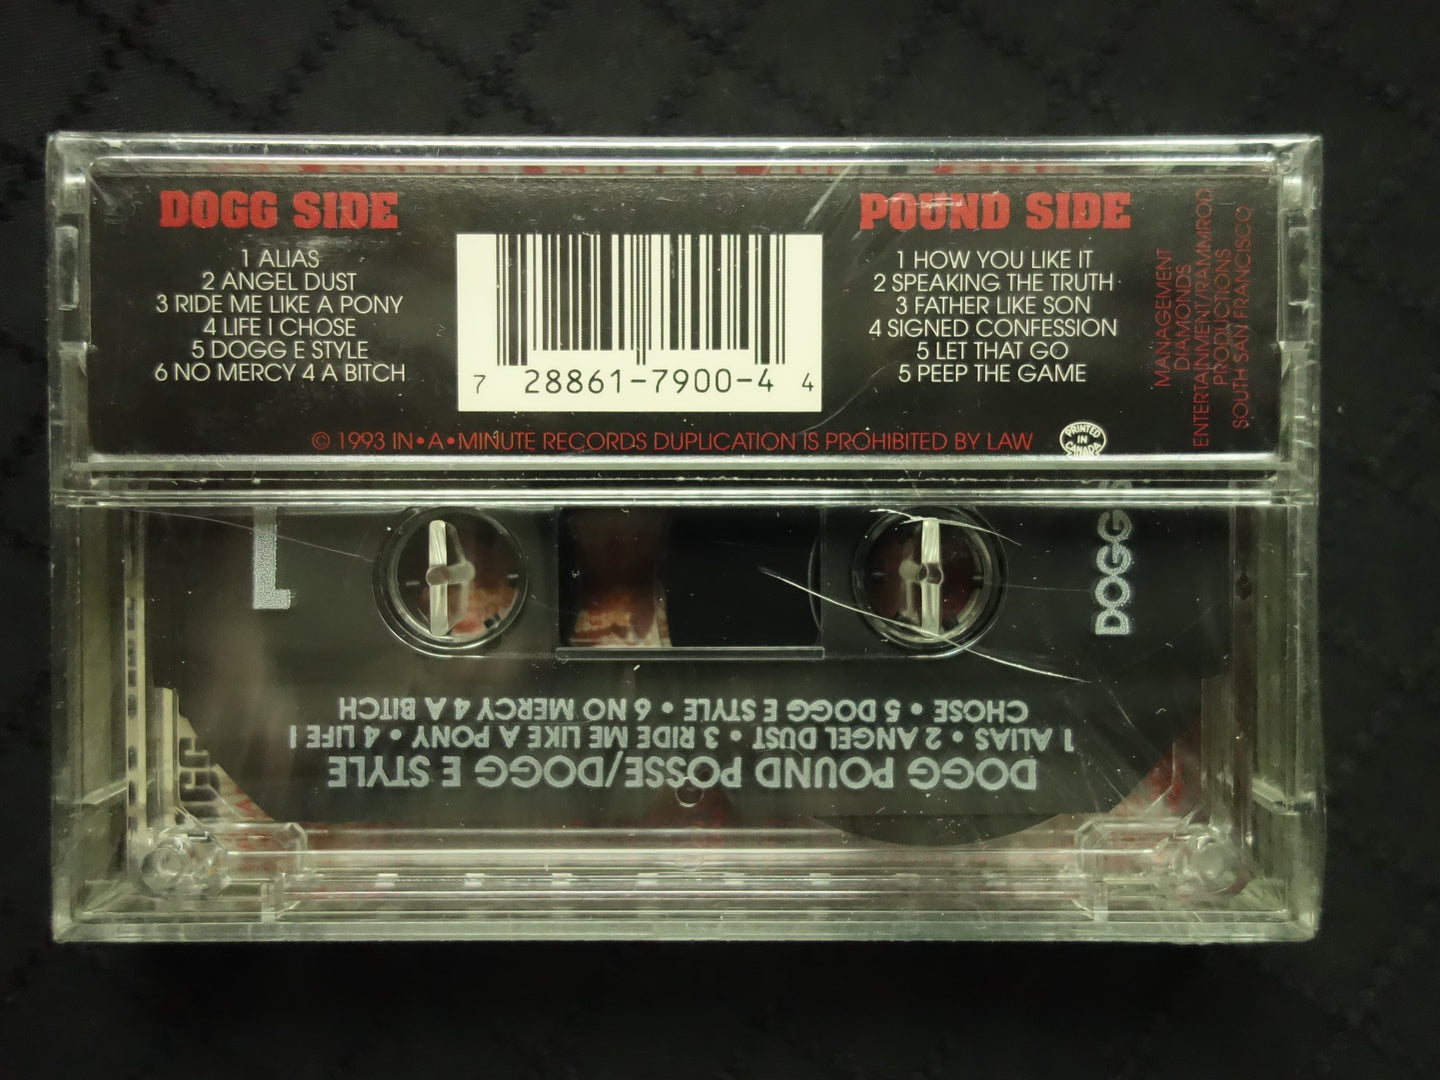 DOGG SIDE
1 ALIAS
2 ANGEL DUST
3 RIDE ME LIKE A PONY
4 LIFE I CHOSE
5 DOGG E STYLE
6 NO MERCY 4 A BITCH
7 28861-7900-4 4
POUND SIDE
1 HOW YOU LIKE IT
2 SPEAKING THE TRUTH
3 FATHER LIKE SON
4 SIGNED CONFESSION
5 LET THAT GO
5 PEEP THE GAME
MANAGEMENT
DIAMONDS
ENTERTAINMENT/RAMMROD
PRODUCTIONS
SOUTH SAN FRANCISCO
© 1993 IN•A•MINUTE RECORDS DUPLICATION IS PROHIBITED BY LAW
PRINTED
IN
CANADA
DOGG
DOGG POUND POSSE/DOGG E STYLE
1 ALIAS • 2 ANGEL DUST • 3 RIDE ME LIKE A PONY • 4 LIFE I
CHOSE • 5 DOGG E STYLE • 6 NO MERCY 4 A BITCH